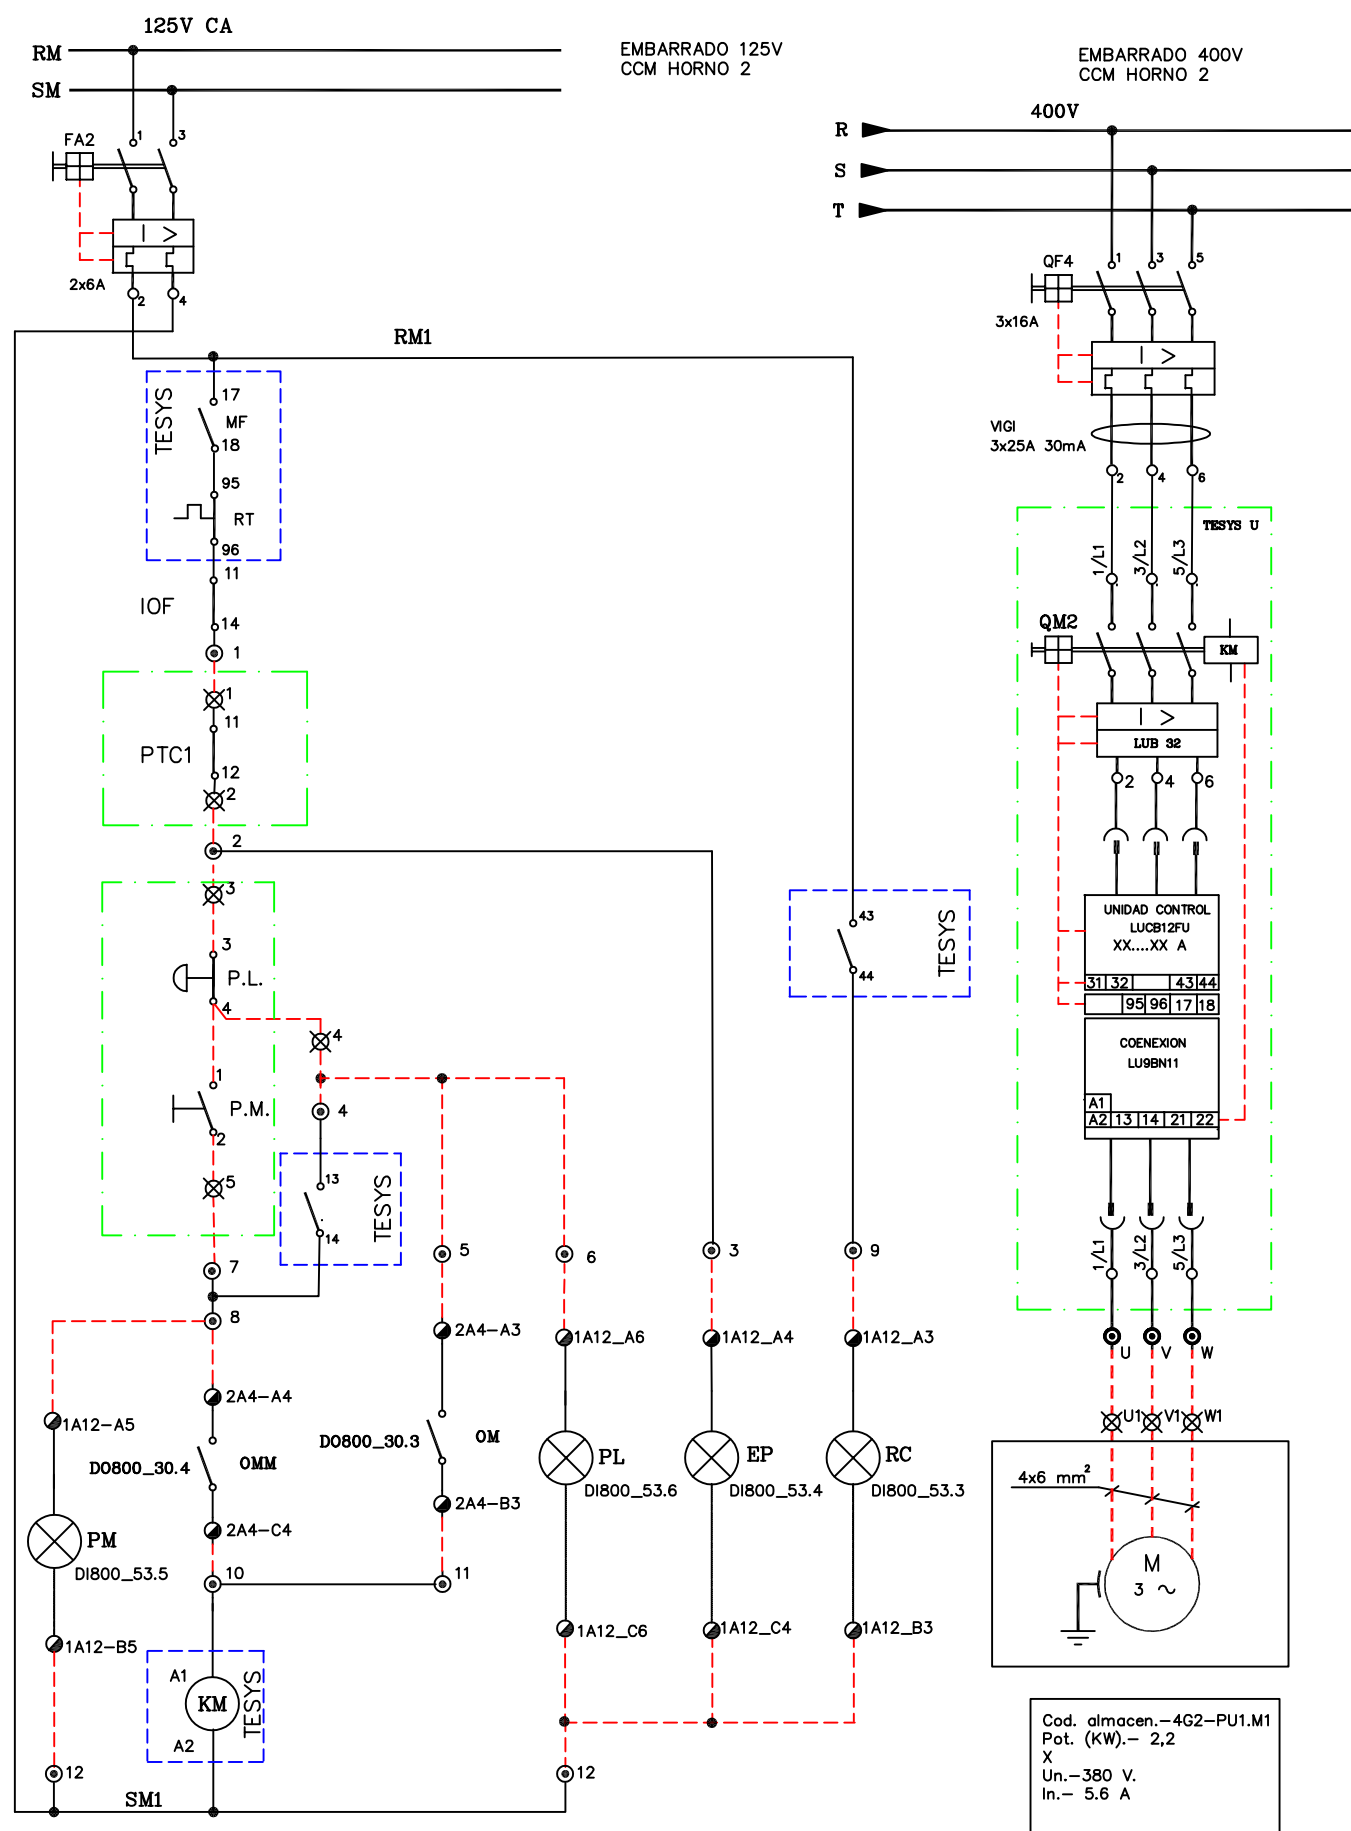 125V CA
RM
SM
EMBARRADO 125V
CCM HORNO 2
FA2
1
3
I >
2x6A
2
4
RM1
TESYS
17
MF
18
95
RT
96
11
IOF
14
1
1
11
PTC1
12
2
2
3
3
P.L.
4
4
1
P.M.
2
5
4
13
14
TESYS
7
8
5
6
3
9
43
44
TESYS
2A4-A3
1A12_A6
1A12_A4
1A12_A3
2A4-A4
1A12-A5
DO800_30.3
OM
DO800_30.4
OMM
PL
DI800_53.6
EP
DI800_53.4
RC
DI800_53.3
2A4-B3
2A4-C4
PM
DI800_53.5
10
11
1A12-B5
1A12_C6
1A12_C4
1A12_B3
A1
KM
A2
TESYS
12
12
SM1
EMBARRADO 400V
CCM HORNO 2
400V
R
S
T
QF4
1
3
5
3x16A
I >
VIGI
3x25A 30mA
2
4
6
TESYS U
1/L1
3/L2
5/L3
QM2
KM
I >
LUB 32
2
4
6
UNIDAD CONTROL
LUCB12FU
XX....XX A
31 32 43 44
95 96 17 18
COENEXION
LU9BN11
A1
A2 13 14 21 22
1/L1
3/L2
5/L3
U
V
W
U1
V1
W1
4x6 mm²
M
3 ~
Cod. almacen.-4G2-PU1.M1
Pot. (KW).- 2,2
X
Un.-380 V.
In.- 5.6 A